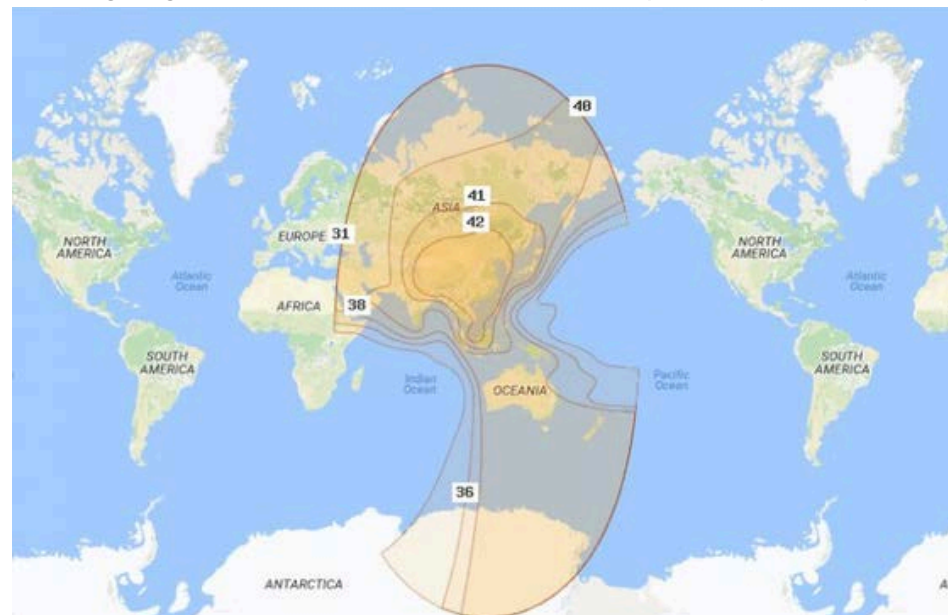 48
41
ASIA
42
NORTH
AMERICA
EUROPE
31
NORTH
AMERICA
Atlantic
Ocean
Atlantic
Ocean
AFRICA
38
SOUTH
AMERICA
Indian
Ocean
OCEANIA
Pacific
Ocean
SOUTH
AMERICA
36
ANTARCTICA
A